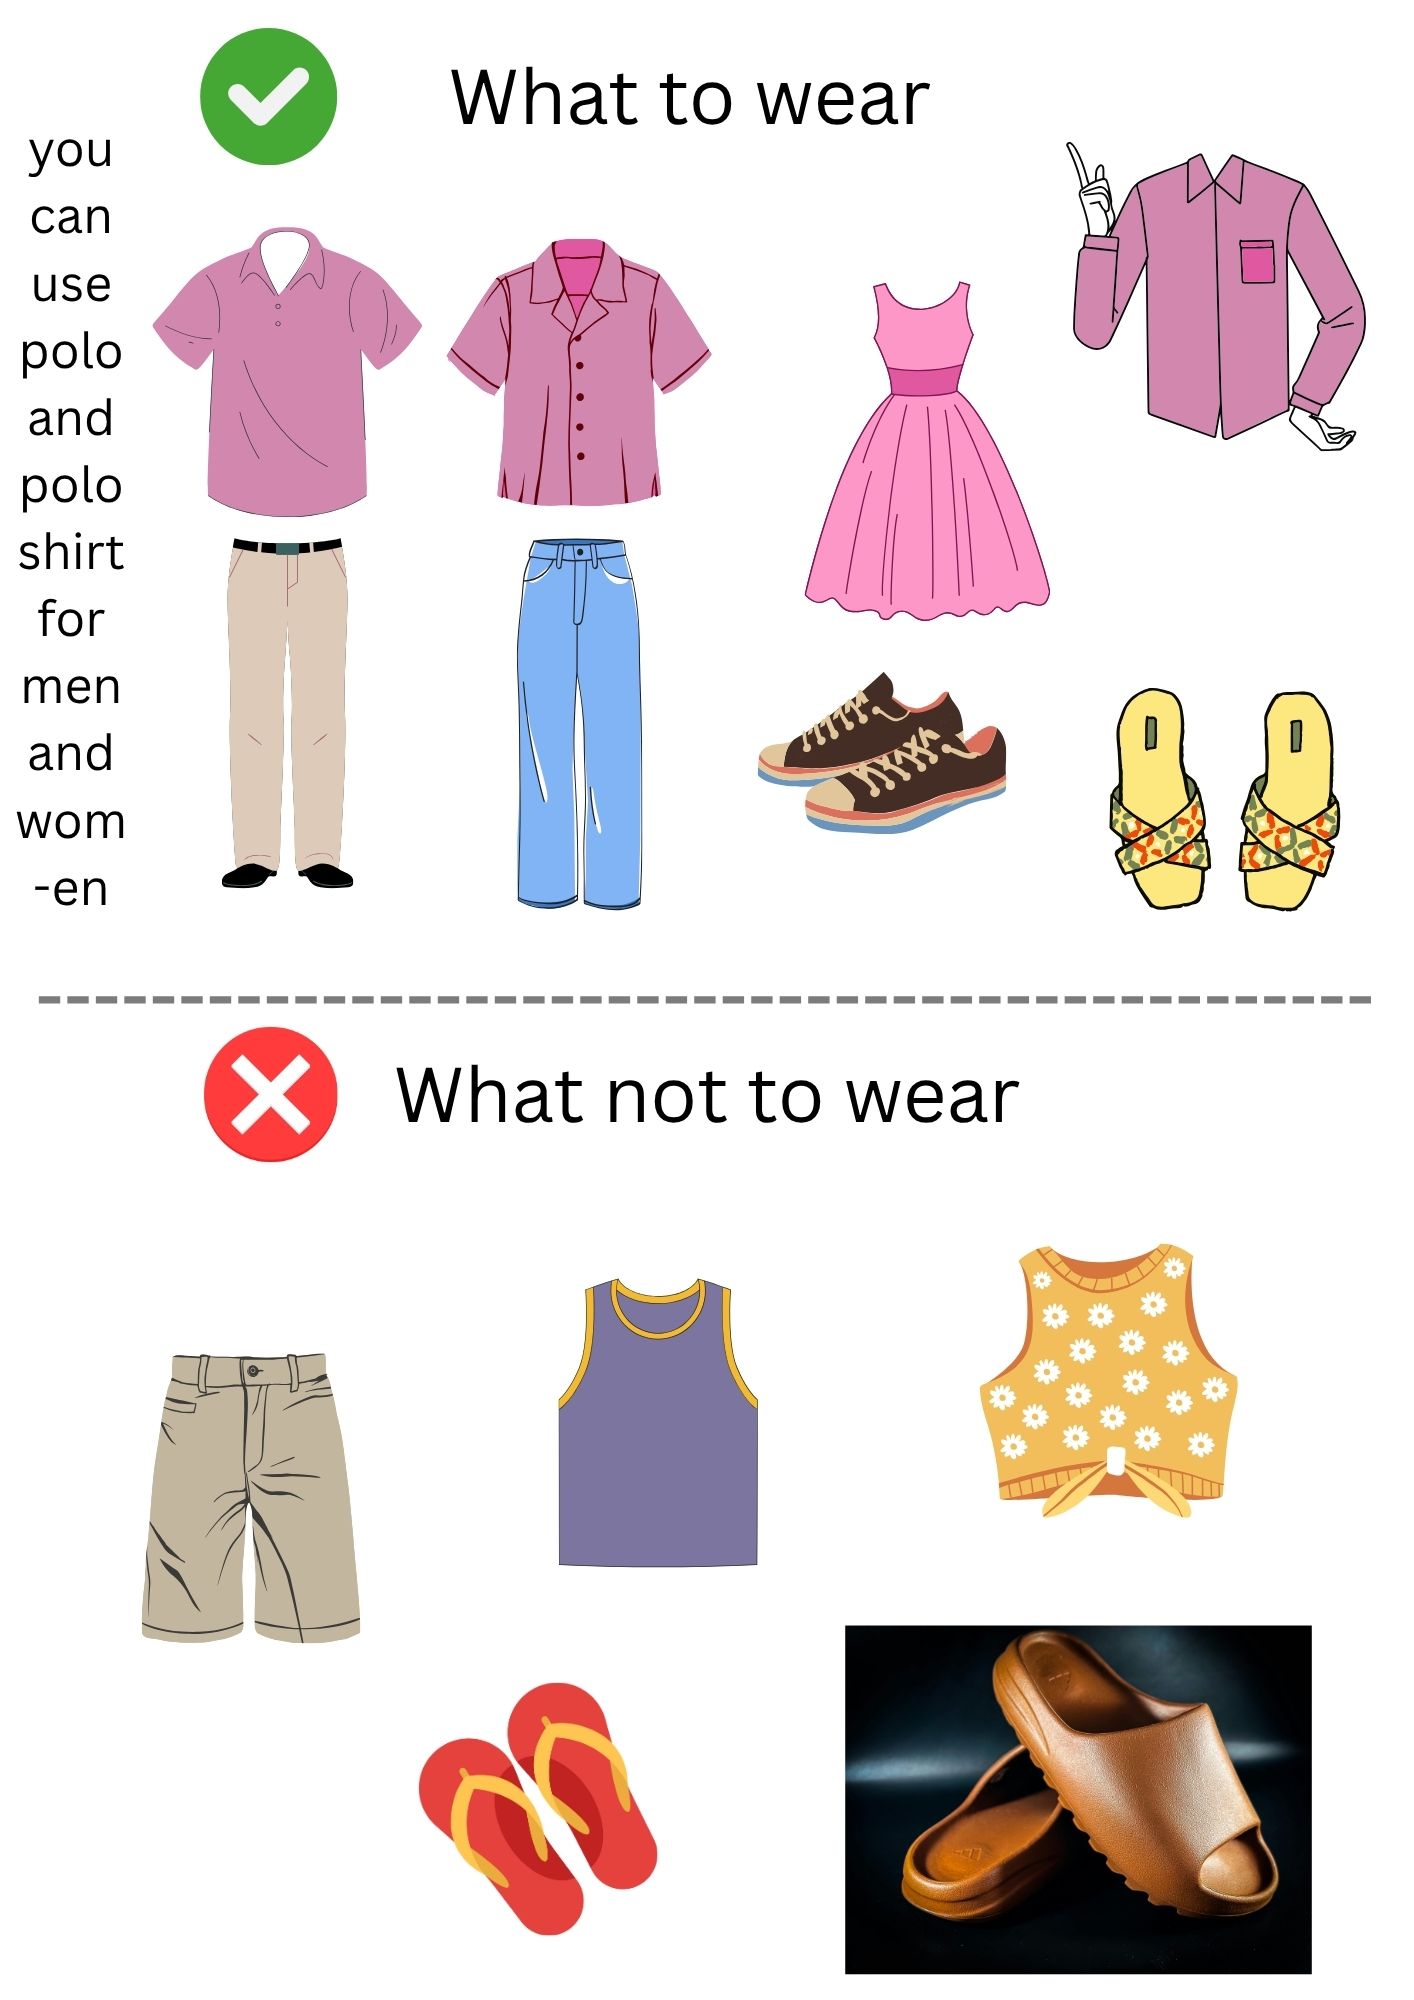 What to wear
you
can
use
polo
and
polo
shirt
for
men
and
wom
-en
What not to wear